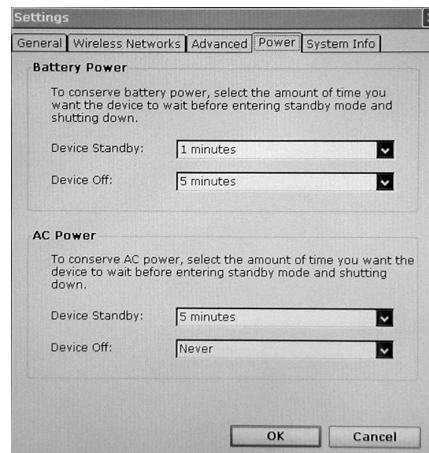 Settings
General Wireless Networks Advanced Power System Info
Battery Power
To conserve battery power, select the amount of time you
want the device to wait before entering standby mode and
shutting down.
Device Standby: 1 minutes
Device Off: 5 minutes
AC Power
To conserve AC power, select the amount of time you want the
device to wait before entering standby mode and shutting
down.
Device Standby: 5 minutes
Device Off: Never
OK Cancel